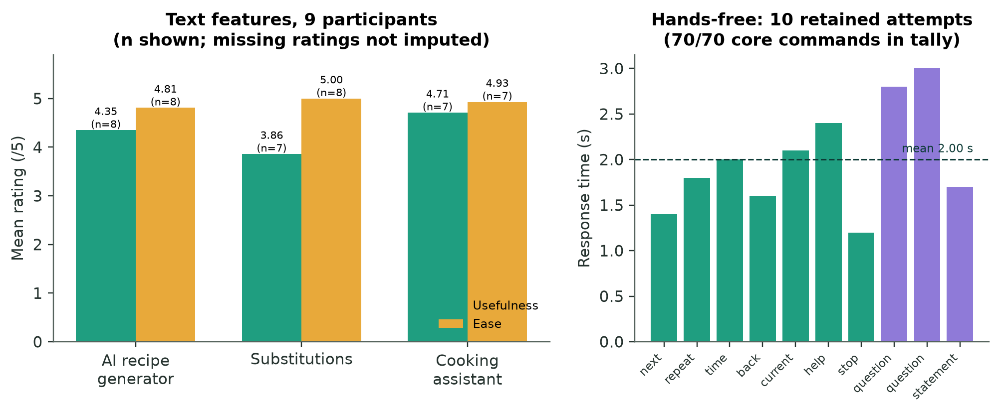 Text features, 9 participants
(n shown; missing ratings not imputed)
Mean rating (/5)
5
4
3
2
1
0
4.35
(n=8)
4.81
(n=8)
3.86
(n=7)
5.00
(n=8)
4.71
(n=7)
4.93
(n=7)
Usefulness
Ease
AI recipe
generator
Substitutions
Cooking
assistant
Hands-free: 10 retained attempts
(70/70 core commands in tally)
Response time (s)
3.0
2.5
2.0
1.5
1.0
0.5
0.0
mean 2.00 s
next
repeat
time
back
current
help
stop
question
question
statement